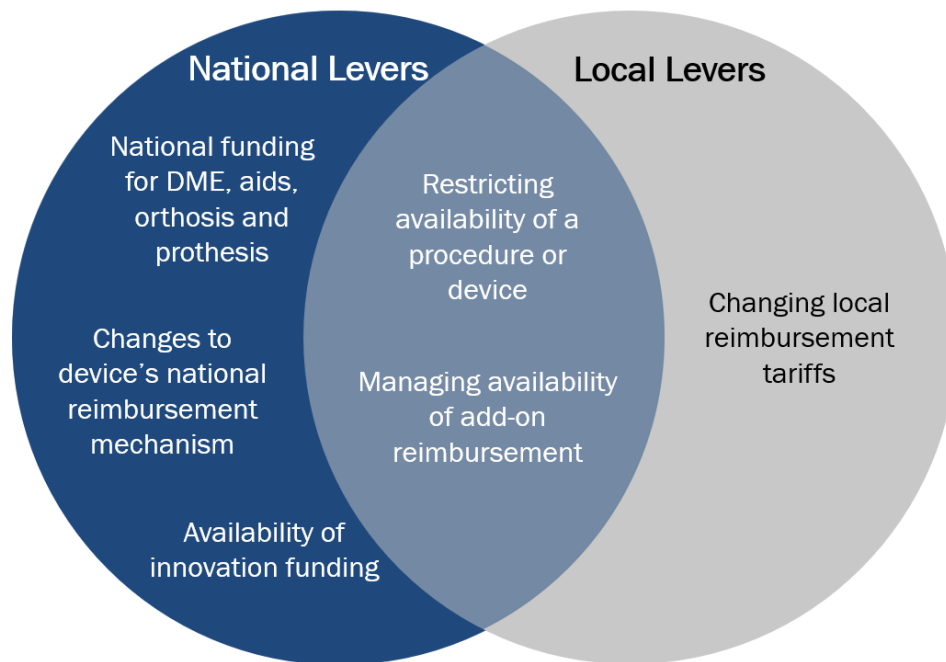 National Levers
National funding
for DME, aids,
orthosis and
prothesis
Changes to
device’s national
reimbursement
mechanism
Availability of
innovation funding
Restricting
availability of a
procedure or
device
Managing availability
of add-on
reimbursement
Local Levers
Changing local
reimbursement
tariffs